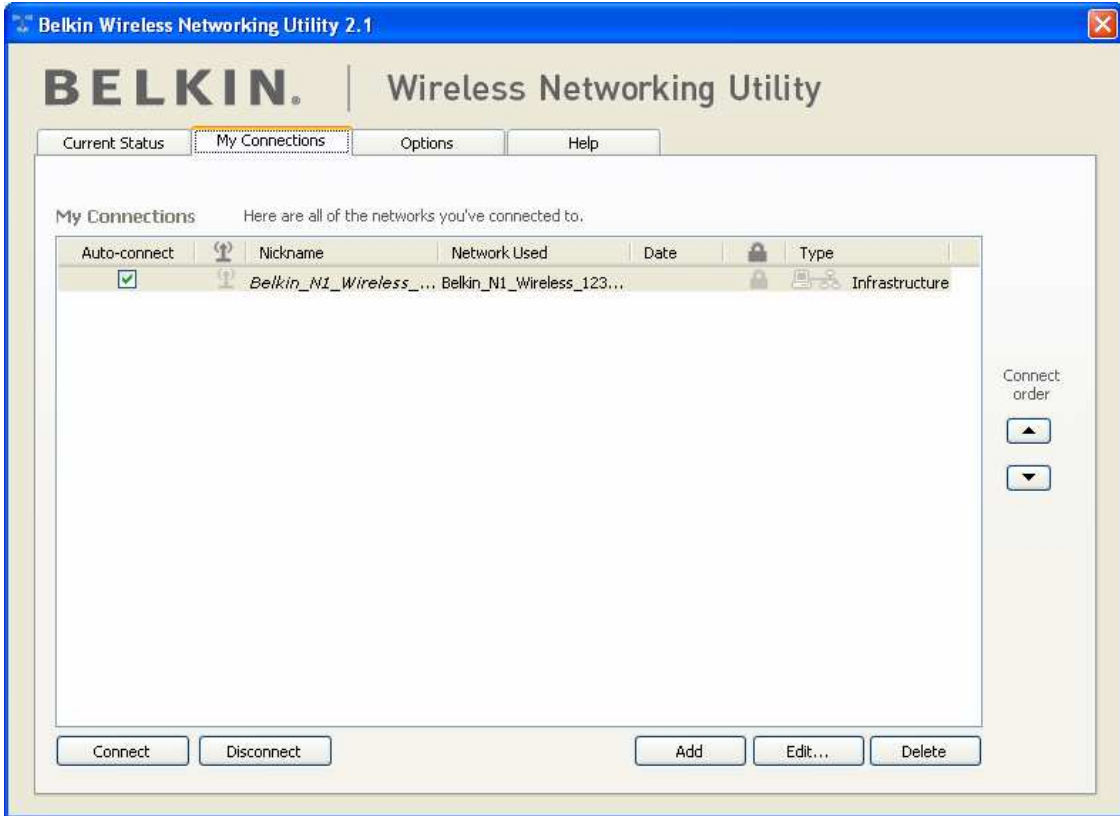 Belkin Wireless Networking Utility 2.1
BELKIN. Wireless Networking Utility
Current Status My Connections Options Help
My Connections Here are all of the networks you've connected to.
Auto-connect Nickname Network Used Date Type
Belkin_N1_Wireless_... Belkin_N1_Wireless_123... Infrastructure
Connect
order
Connect Disconnect Add Edit... Delete